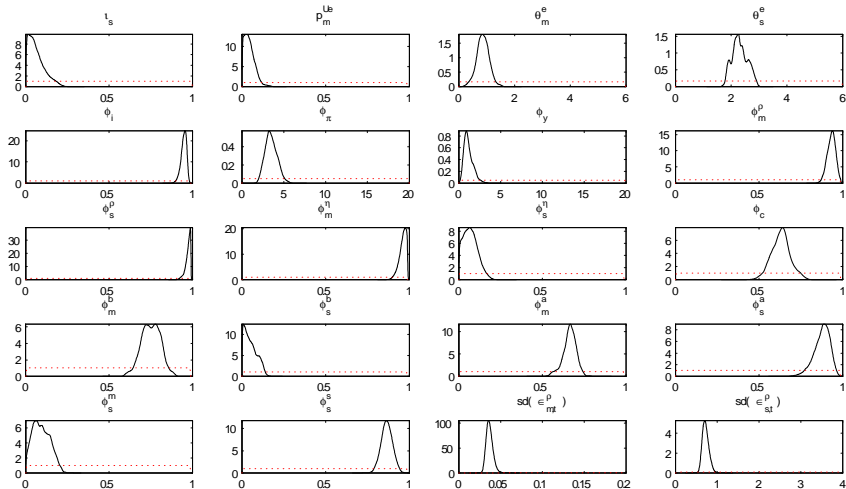 ι_s p_m^{Ue} θ_m^e θ_s^e
8 6 4 2 0
10 5 0
1.5 1 0.5 0
1.5 1 0.5 0
0 0.5 1 0 0.5 1 0 2 4 6 0 2 4 6
ϕ_i ϕ_π ϕ_y ϕ_m^ρ
20 10 0
0.4 0.2 0
0.8 0.6 0.4 0.2 0
15 10 5 0
0 0.5 1 0 5 10 15 20 0 5 10 15 20 0 0.5 1
ϕ_s^ρ ϕ_m^η ϕ_s^η ϕ_c
30 20 10 0
20 10 0
8 6 4 2 0
6 4 2 0
0 0.5 1 0 0.5 1 0 0.5 1 0 0.5 1
ϕ_m^b ϕ_s^b ϕ_m^a ϕ_s^a
6 4 2 0
10 5 0
10 5 0
8 6 4 2 0
0 0.5 1 0 0.5 1 0 0.5 1 0 0.5 1
ϕ_s^m ϕ_s^s sd( ∈_{m,t}^ρ ) sd( ∈_{s,t}^ρ )
6 4 2 0
10 5 0
100 50 0
4 2 0
0 0.5 1 0 0.5 1 0 0.05 0.1 0.15 0.2 0 1 2 3 4